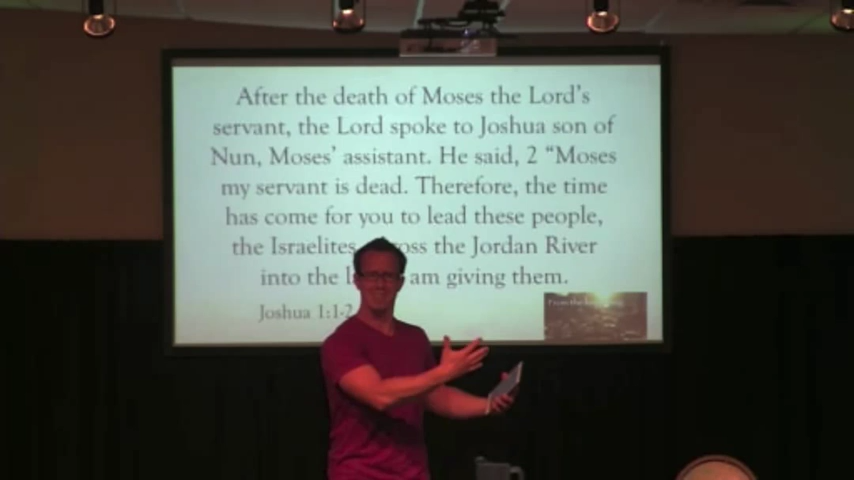 After the death of Moses the Lord's
servant, the Lord spoke to Joshua son of
Nun, Moses' assistant. He said, 2 “Moses
my servant is dead. Therefore, the time
has come for you to lead these people,
the Israelites, the Jordan River
into the am giving them.
Joshua 1:1-2
From the